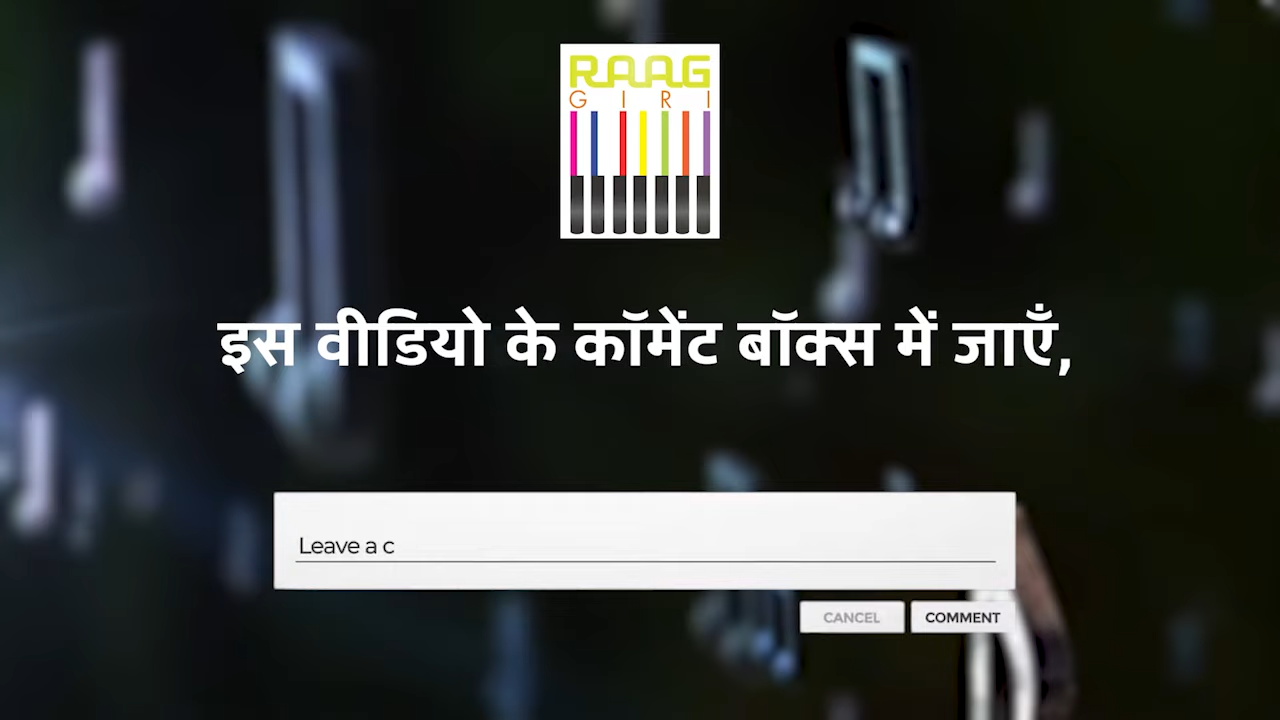 RAAG
GIRI
इस वीडियो के कॉमेंट बॉक्स में जाएँ,
Leave a c
CANCEL
COMMENT